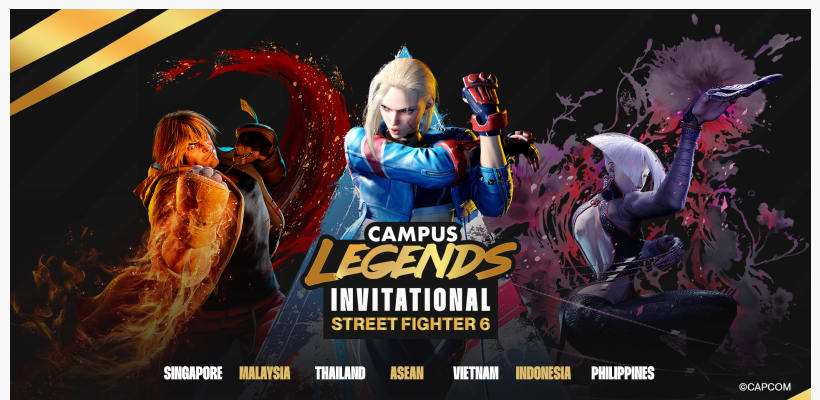 CAMPUS
LEGENDS
INVITATIONAL
STREET FIGHTER 6
SINGAPORE MALAYSIA THAILAND ASEAN VIETNAM INDONESIA PHILIPPINES
©CAPCOM